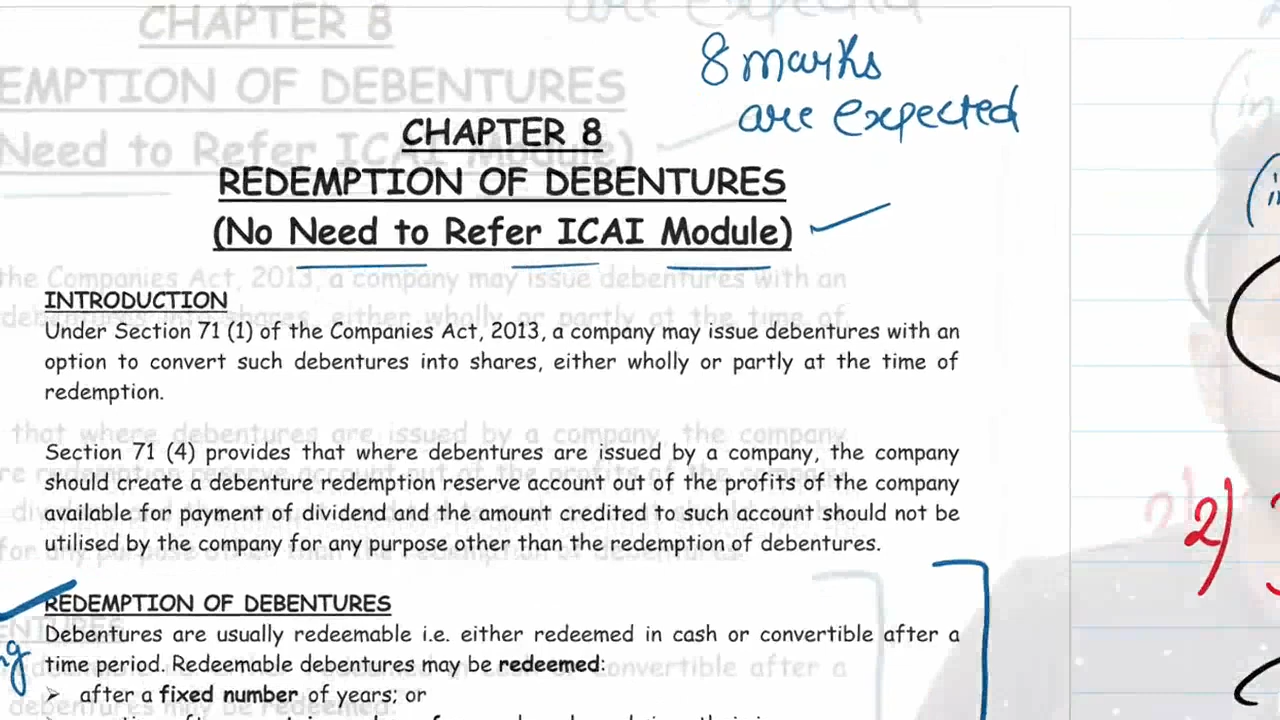 8 marks
are expected
CHAPTER 8
REDEMPTION OF DEBENTURES
(No Need to Refer ICAI Module)
INTRODUCTION
Under Section 71 (1) of the Companies Act, 2013, a company may issue debentures with an
option to convert such debentures into shares, either wholly or partly at the time of
redemption.
Section 71 (4) provides that where debentures are issued by a company, the company
should create a debenture redemption reserve account out of the profits of the company
available for payment of dividend and the amount credited to such account should not be
utilised by the company for any purpose other than the redemption of debentures.
REDEMPTION OF DEBENTURES
Debentures are usually redeemable i.e. either redeemed in cash or convertible after a
time period. Redeemable debentures may be redeemed:
➢ after a fixed number of years; or
2)